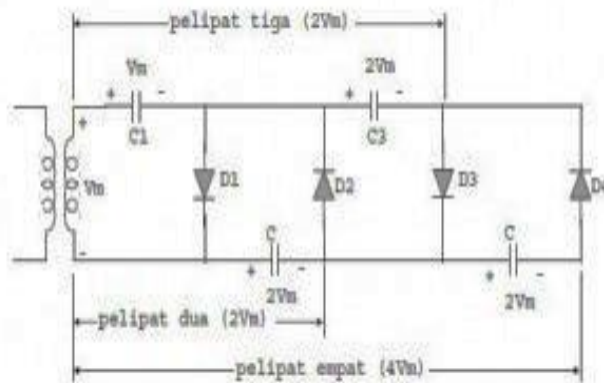 pelipat tiga (2Vm)
Vm
2Vm
+ -
+ -
C1
C3
+
Vm
-
D1
D2
D3
C
C
+ -
+ -
2Vm
2Vm
pelipat dua (2Vm)
pelipat empat (4Vm)